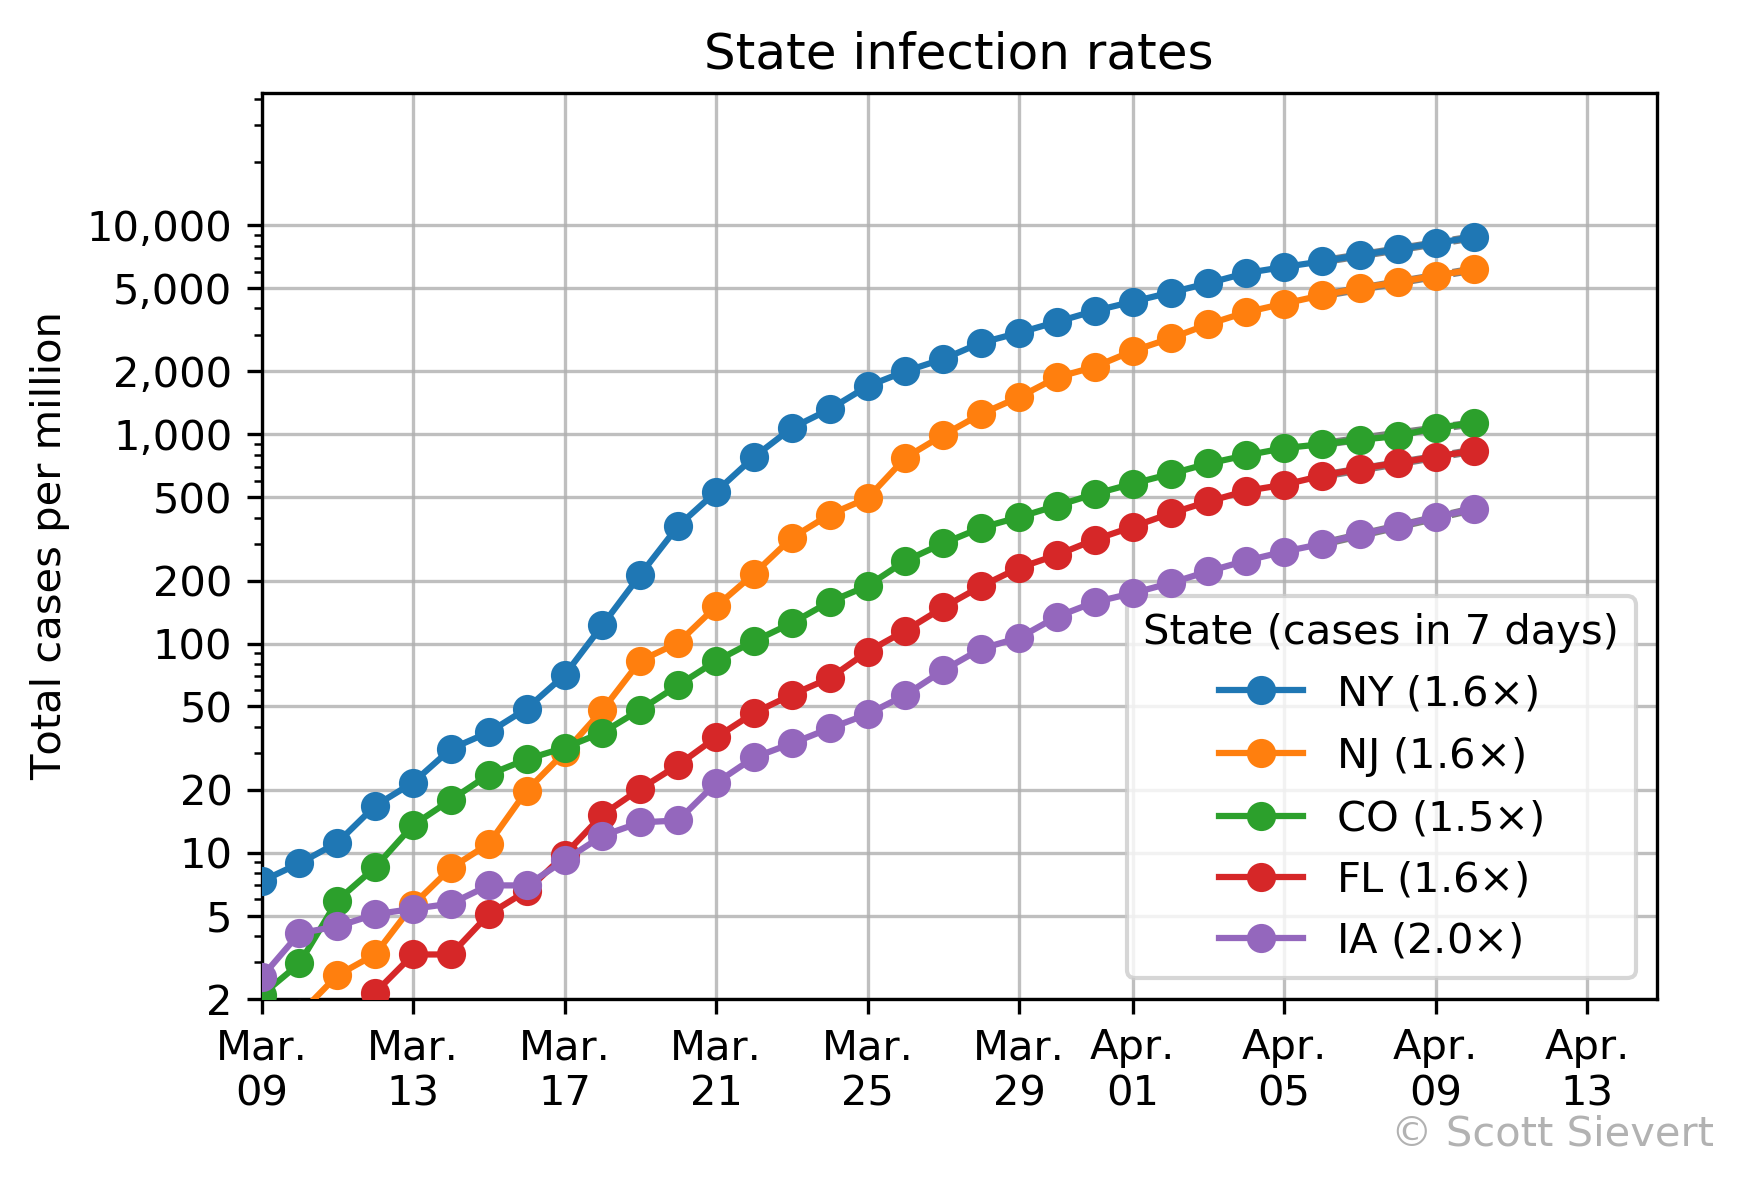 State infection rates
Total cases per million
10,000
5,000
2,000
1,000
500
200
100
50
20
10
5
2
State (cases in 7 days)
NY (1.6×)
NJ (1.6×)
CO (1.5×)
FL (1.6×)
IA (2.0×)
Mar. Mar. Mar. Mar. Mar. Mar. Apr. Apr. Apr. Apr.
09 13 17 21 25 29 01 05 09 13
© Scott Sievert